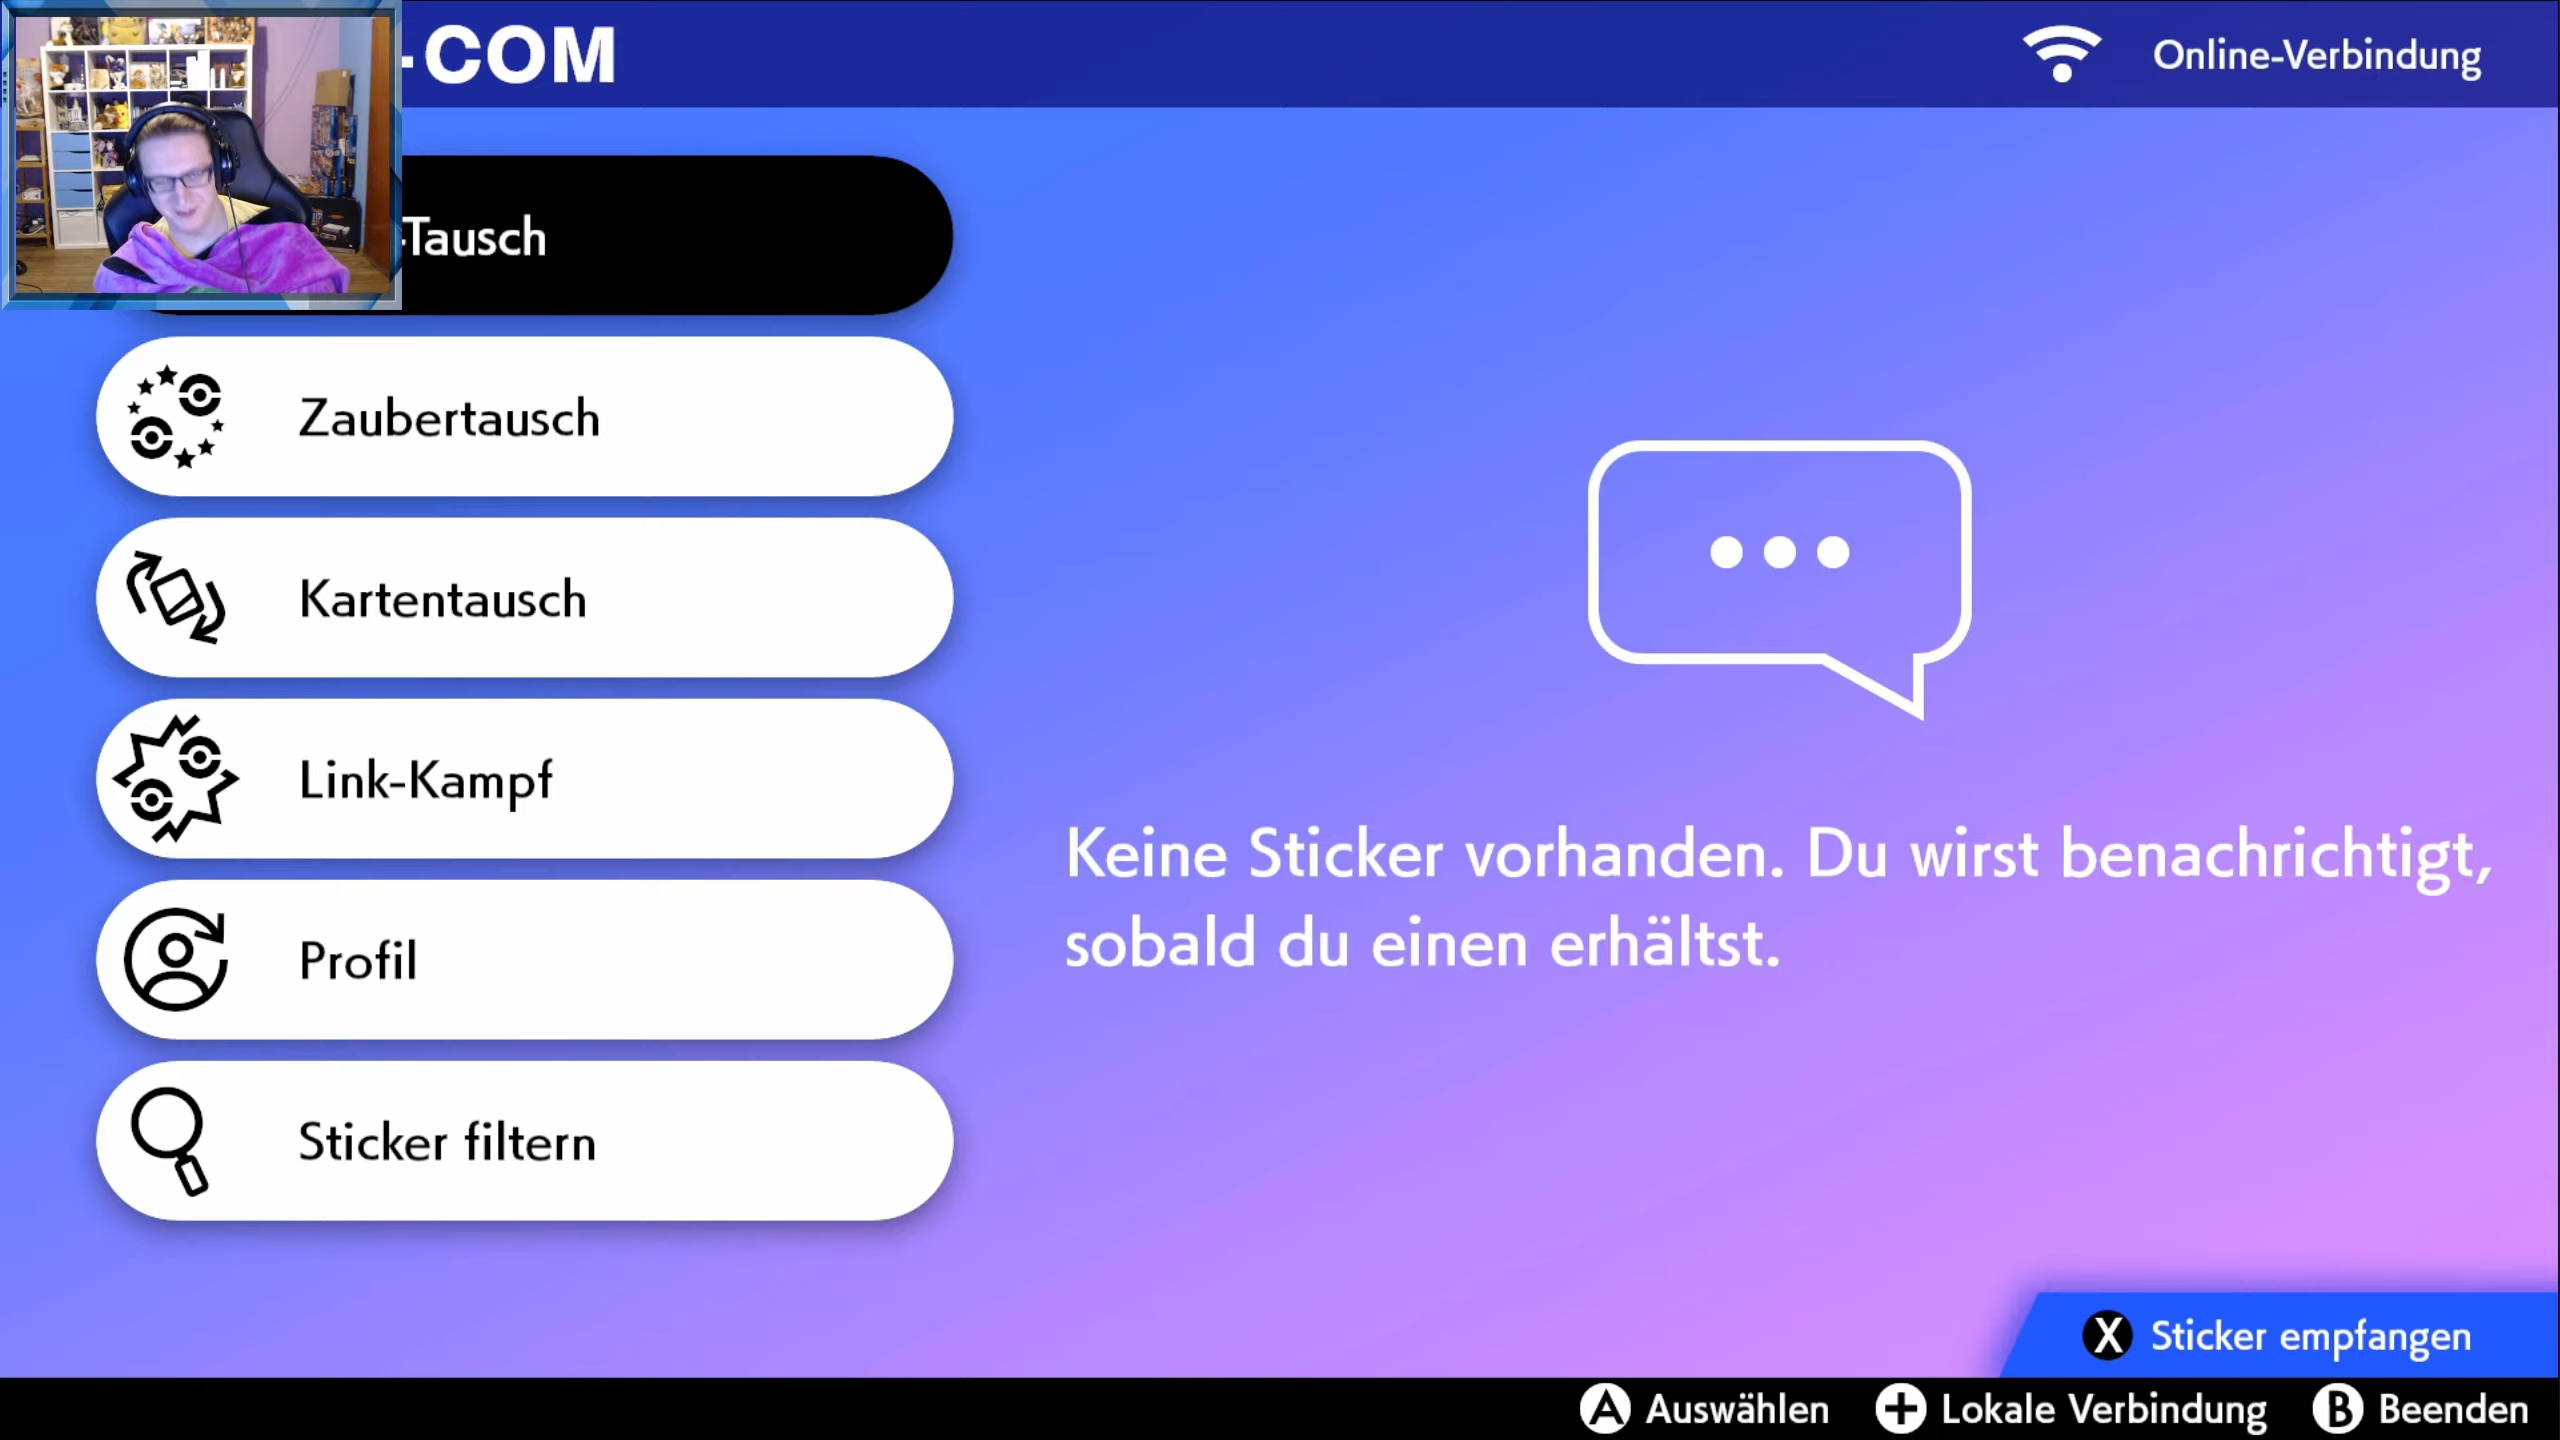 -COM
Online-Verbindung
-Tausch
Zaubertausch
Kartentausch
Link-Kampf
Profil
Sticker filtern
Keine Sticker vorhanden. Du wirst benachrichtigt,
sobald du einen erhältst.
X Sticker empfangen
A Auswählen + Lokale Verbindung B Beenden